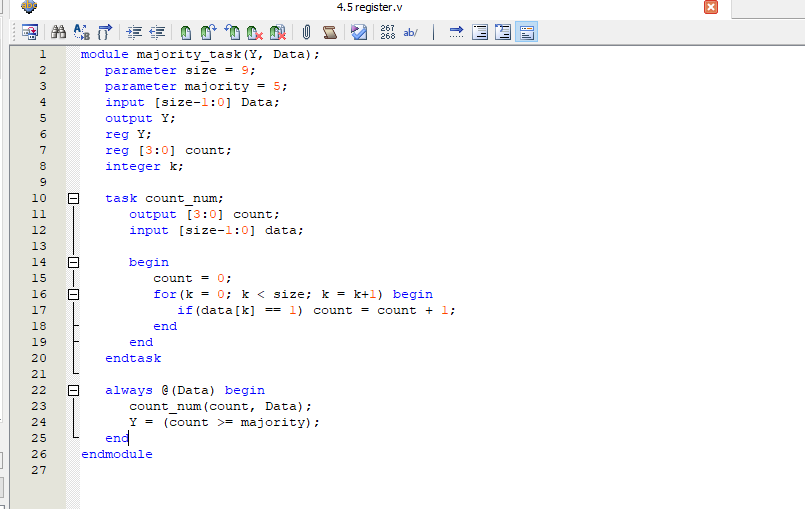 4.5 register.v
267
268 ab/
1 module majority_task(Y, Data);
2 parameter size = 9;
3 parameter majority = 5;
4 input [size-1:0] Data;
5 output Y;
6 reg Y;
7 reg [3:0] count;
8 integer k;
9
10 task count_num;
11 output [3:0] count;
12 input [size-1:0] data;
13
14 begin
15 count = 0;
16 for(k = 0; k < size; k = k+1) begin
17 if(data[k] == 1) count = count + 1;
18 end
19 end
20 endtask
21
22 always @(Data) begin
23 count_num(count, Data);
24 Y = (count >= majority);
25 end
26 endmodule
27